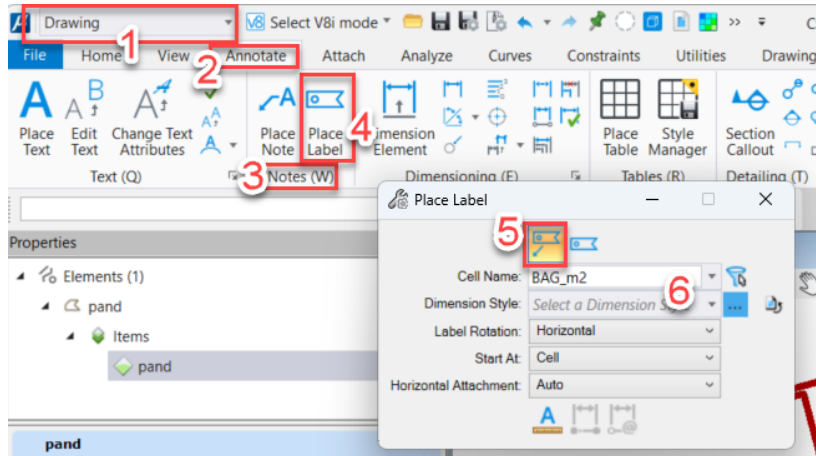 Drawing
Select V8i mode
1
File
Home
View
Annotate
Attach
Analyze
Curves
Constraints
Utilities
Drawing
2
Place Text
Edit Text
Change Text Attributes
Place Note
Place Label
4
Dimension Element
Place Table
Style Manager
Section Callout
Text (Q)
3
Notes (W)
Dimensioning (E)
Tables (R)
Detailing (T)
Place Label
Properties
5
Elements (1)
pand
Items
pand
Cell Name:
BAG_m2
6
Dimension Style:
Select a Dimension
Label Rotation:
Horizontal
Start At:
Cell
Horizontal Attachment:
Auto
pand